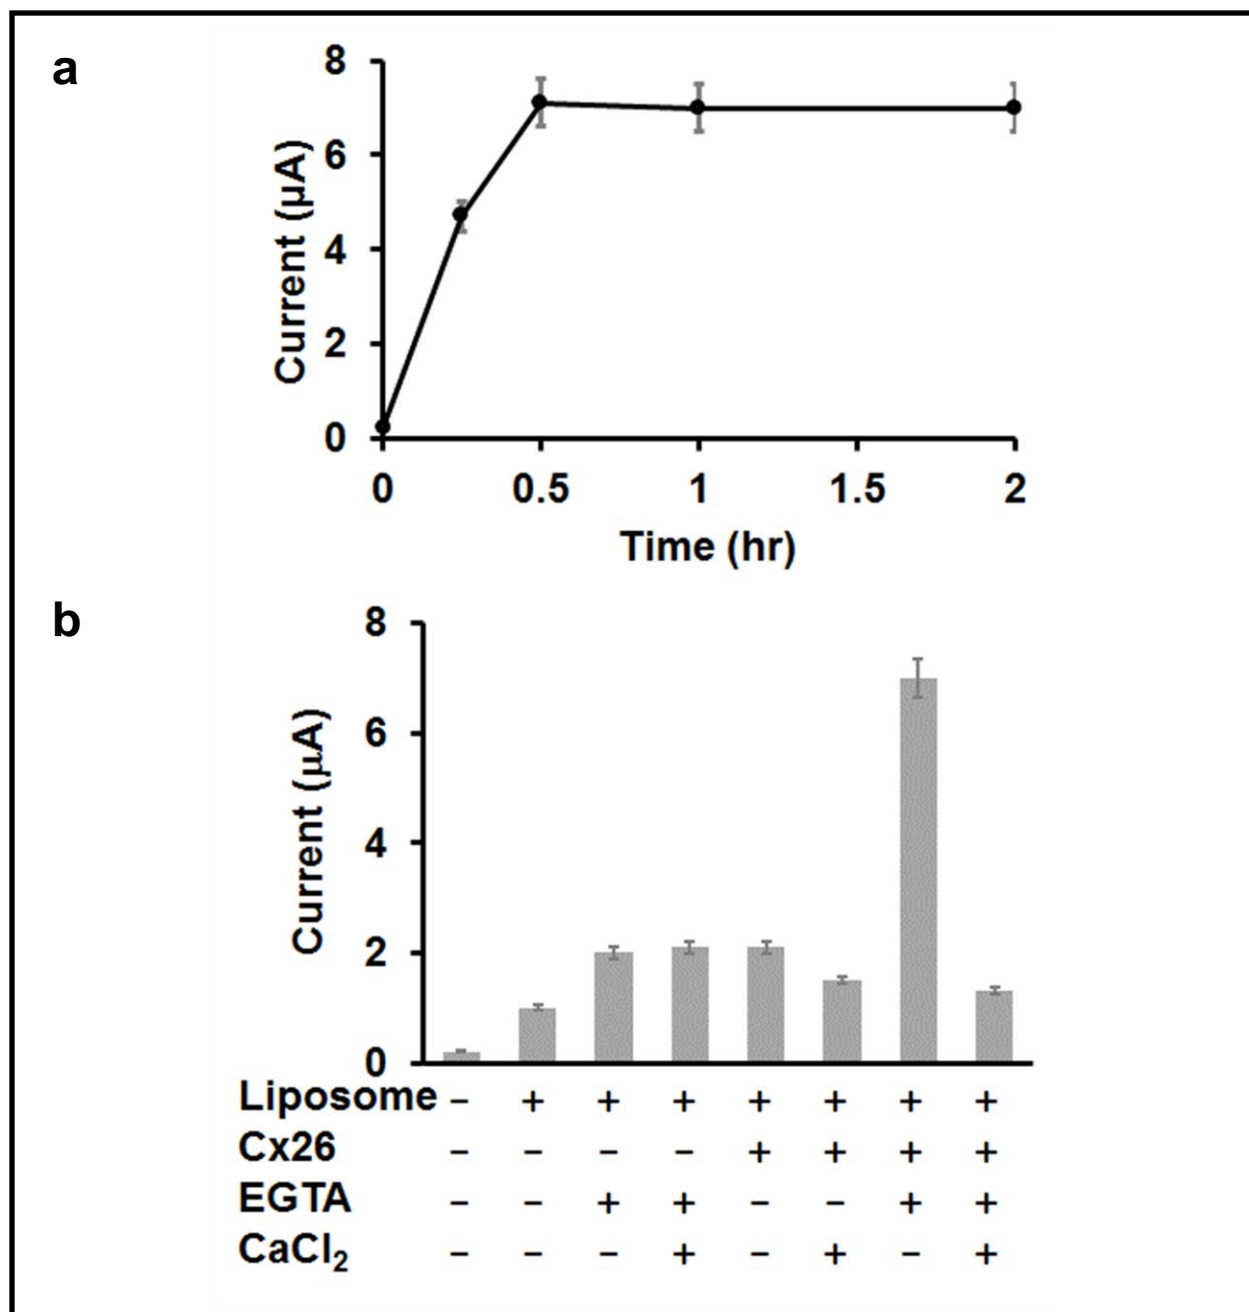 a
8
6
4
2
0
Current (µA)
0 0.5 1 1.5 2
Time (hr)
b
8
6
4
2
0
Current (µA)
Liposome – + + + + + + +
Cx26 – – – – + + + +
EGTA – – + + – – + +
CaCl₂ – – – + – + – +